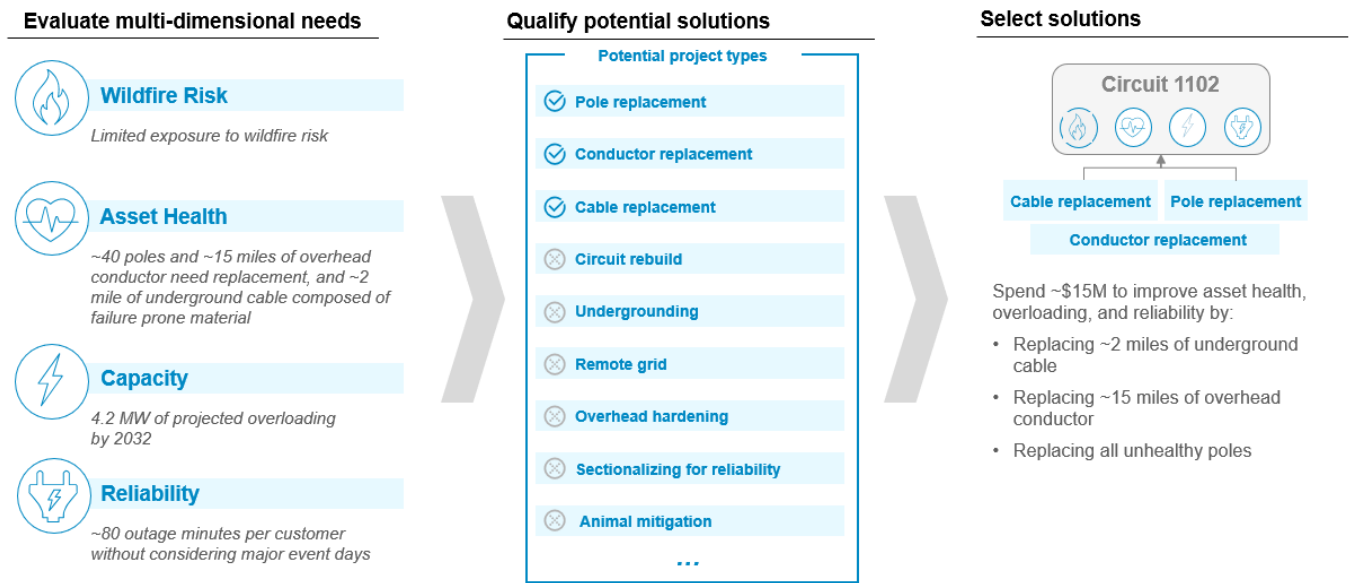 Evaluate multi-dimensional needs
Wildfire Risk
Limited exposure to wildfire risk
Asset Health
~40 poles and ~15 miles of overhead
conductor need replacement, and ~2
mile of underground cable composed of
failure prone material
Capacity
4.2 MW of projected overloading
by 2032
Reliability
~80 outage minutes per customer
without considering major event days
Qualify potential solutions
Potential project types
Pole replacement
Conductor replacement
Cable replacement
Circuit rebuild
Undergrounding
Remote grid
Overhead hardening
Sectionalizing for reliability
Animal mitigation
...
Select solutions
Circuit 1102
Cable replacement
Pole replacement
Conductor replacement
Spend ~$15M to improve asset health,
overloading, and reliability by:
• Replacing ~2 miles of underground
cable
• Replacing ~15 miles of overhead
conductor
• Replacing all unhealthy poles